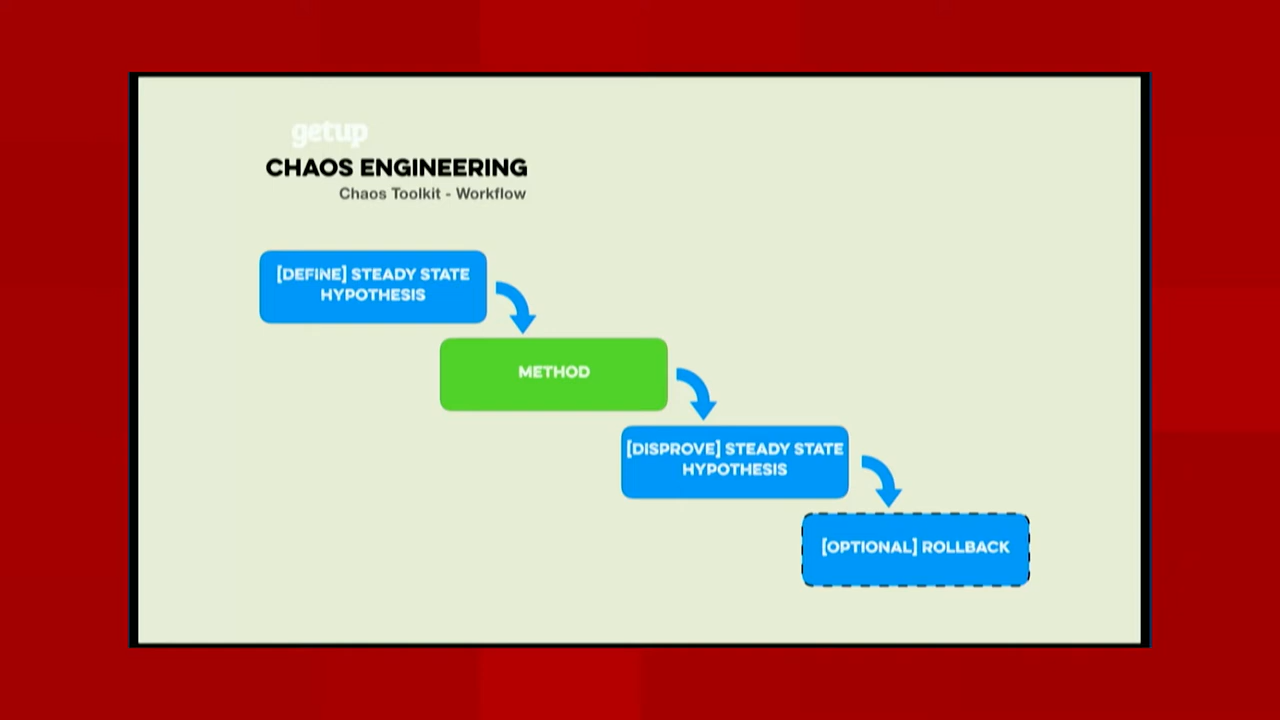 getup
CHAOS ENGINEERING
Chaos Toolkit - Workflow
[DEFINE] STEADY STATE
HYPOTHESIS
METHOD
[DISPROVE] STEADY STATE
HYPOTHESIS
[OPTIONAL] ROLLBACK